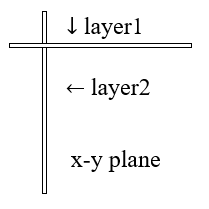 ↓ layer1
← layer2
x-y plane